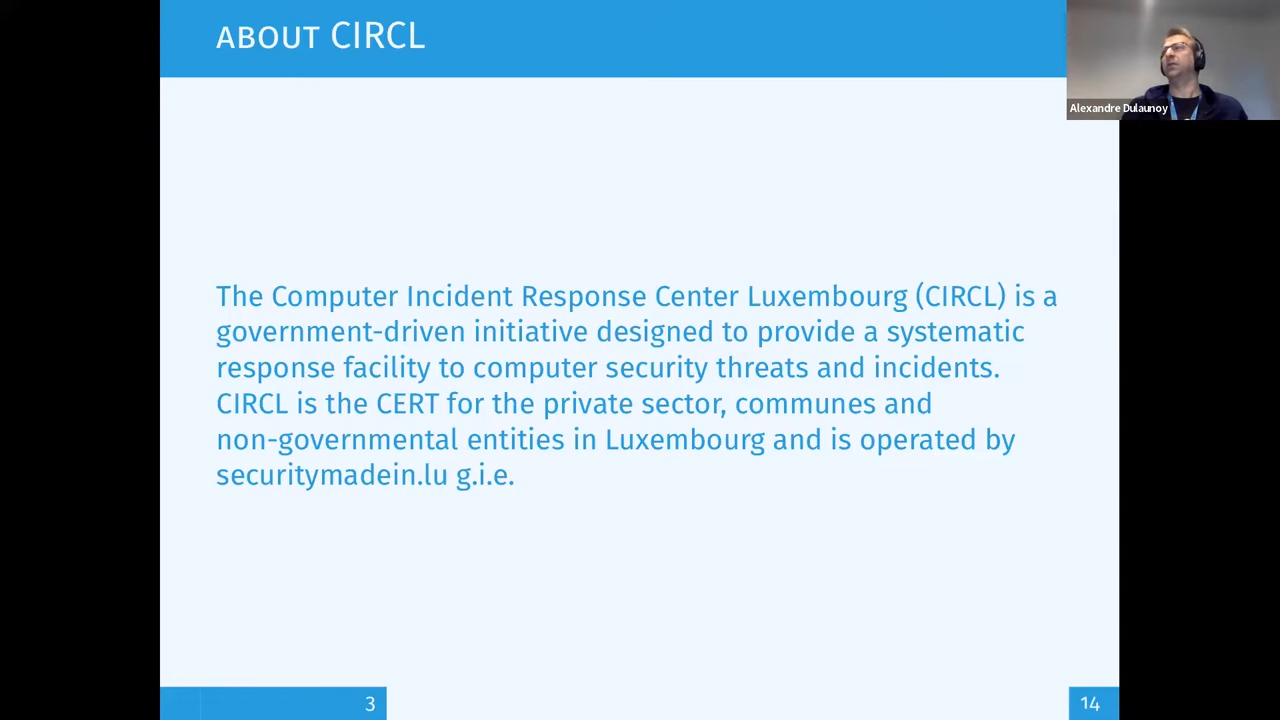 ABOUT CIRCL
Alexandre Dulaunoy
The Computer Incident Response Center Luxembourg (CIRCL) is a
government-driven initiative designed to provide a systematic
response facility to computer security threats and incidents.
CIRCL is the CERT for the private sector, communes and
non-governmental entities in Luxembourg and is operated by
securitymadein.lu g.i.e.
3
14